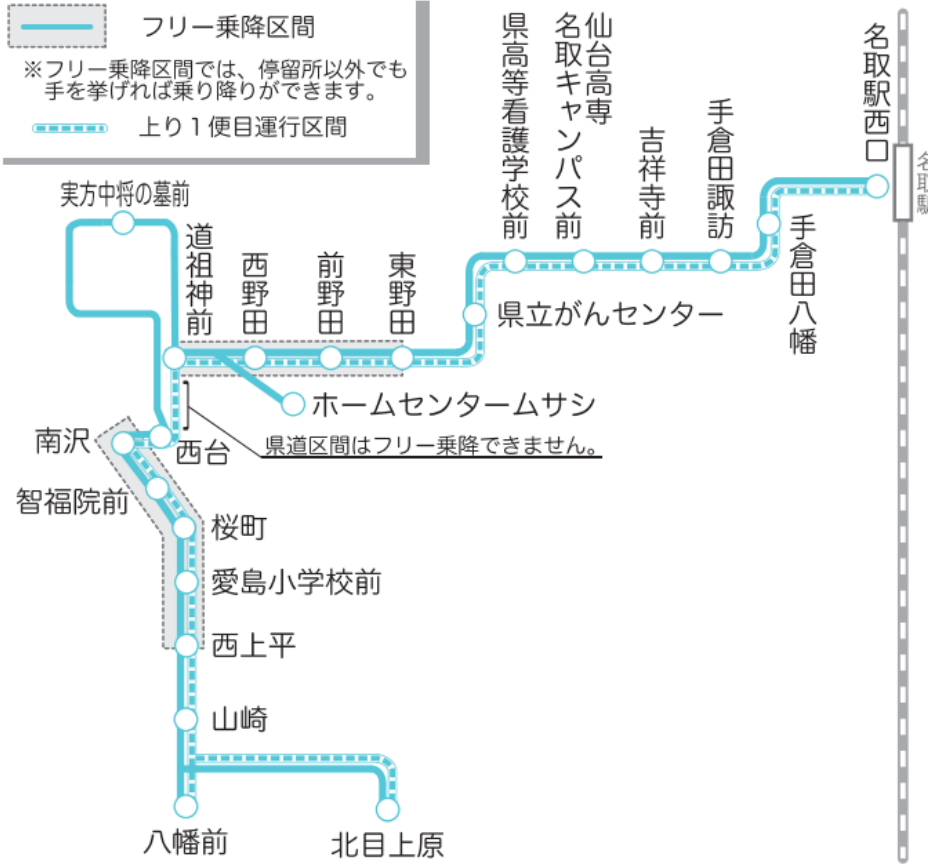 フリー乗降区間
※フリー乗降区間では、停留所以外でも
手を挙げれば乗り降りができます。
上り１便目運行区間
名取駅西口
名取駅
手倉田八幡
手倉田諏訪
吉祥寺前
仙台高専
名取キャンパス前
県高等看護学校前
県立がんセンター
東野田
前野田
西野田
道祖神前
実方中将の墓前
ホームセンタームサシ
県道区間はフリー乗降できません。
西台
南沢
智福院前
桜町
愛島小学校前
西上平
山崎
八幡前
北目上原